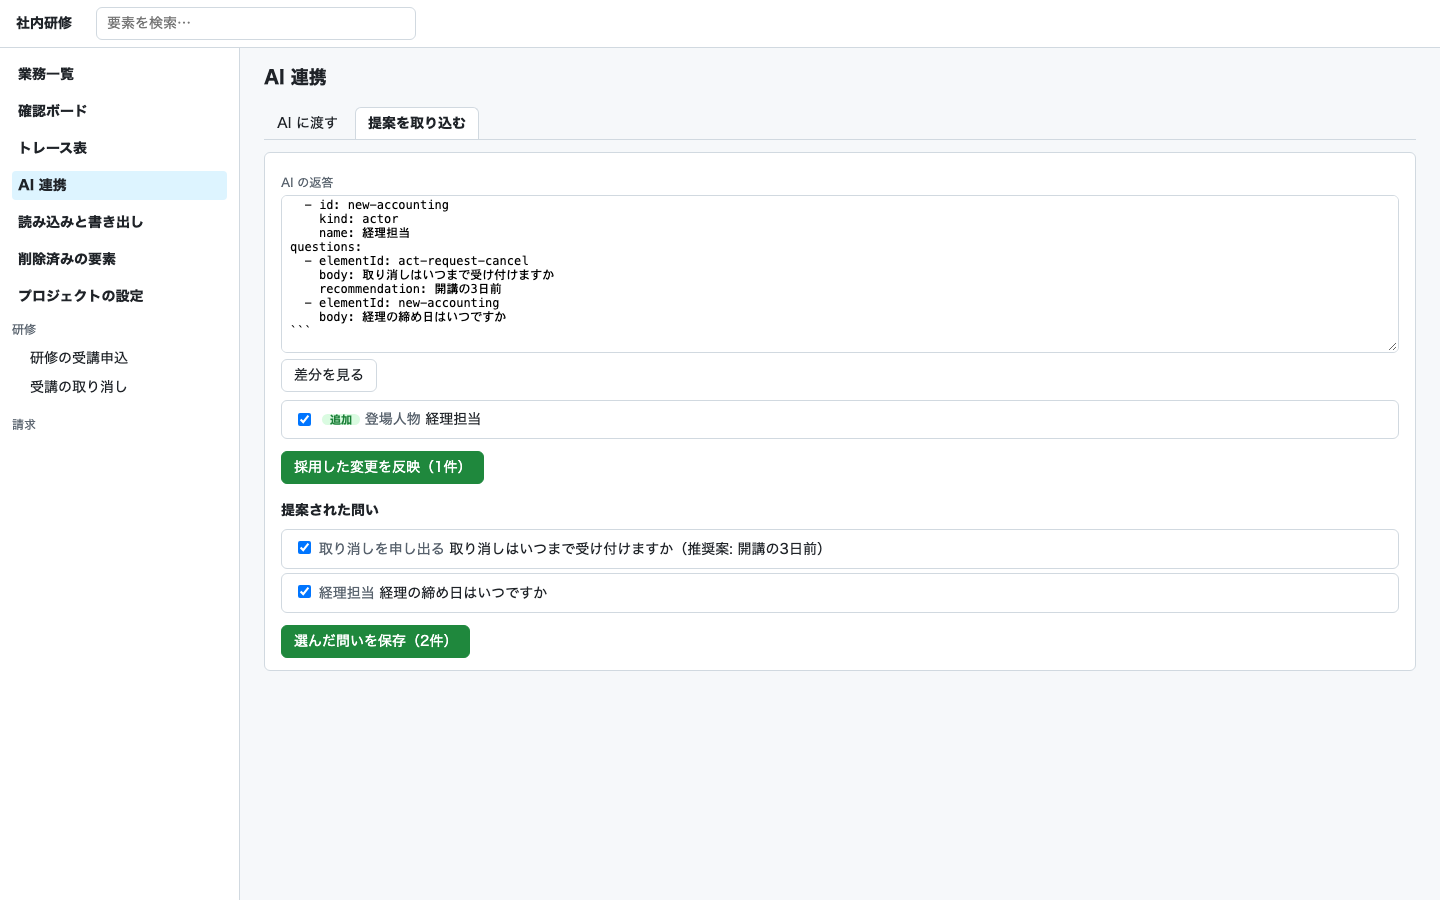 社内研修
要素を検索…
業務一覧
確認ボード
トレース表
AI 連携
読み込みと書き出し
削除済みの要素
プロジェクトの設定
研修
研修の受講申込
受講の取り消し
請求
AI 連携
AI に渡す
提案を取り込む
AI の返答
- id: new-accounting
kind: actor
name: 経理担当
questions:
- elementId: act-request-cancel
body: 取り消しはいつまで受け付けますか
recommendation: 開講の3日前
- elementId: new-accounting
body: 経理の締め日はいつですか
```
差分を見る
追加 登場人物 経理担当
採用した変更を反映（1件）
提案された問い
取り消しを申し出る 取り消しはいつまで受け付けますか（推奨案: 開講の3日前）
経理担当 経理の締め日はいつですか
選んだ問いを保存（2件）